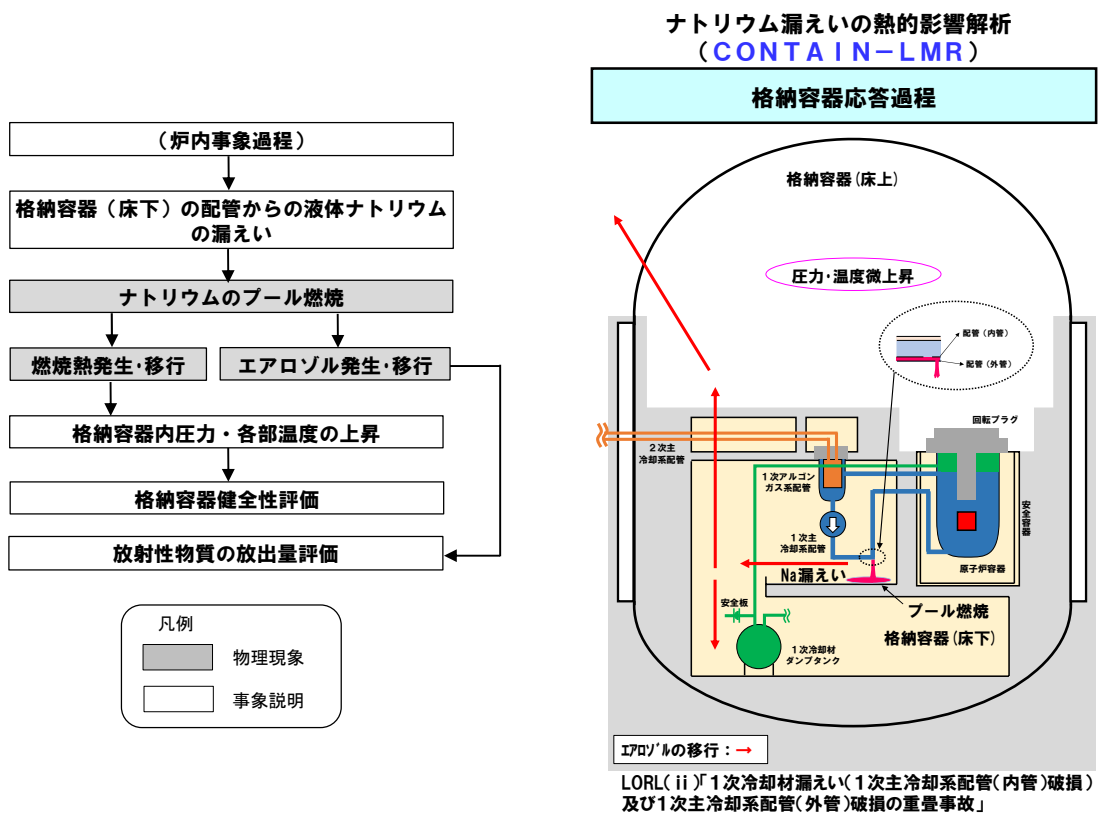 (炉内事象過程)
格納容器(床下)の配管からの液体ナトリウム
の漏えい
ナトリウムのプール燃焼
燃焼熱発生・移行
エアロゾル発生・移行
格納容器内圧力・各部温度の上昇
格納容器健全性評価
放射性物質の放出量評価
凡例
物理現象
事象説明
ナトリウム漏えいの熱的影響解析
(CONTAIN-LMR)
格納容器応答過程
格納容器(床上)
圧力・温度微上昇
配管(内管)
配管(外管)
回転プラグ
2次主
冷却系配管
1次アルゴン
ガス系配管
1次主
冷却系配管
安全容器
原子炉容器
Na漏えい
プール燃焼
安全板
格納容器(床下)
1次冷却材
ダンプタンク
エアロゾルの移行:→
LORL(ii)「1次冷却材漏えい(1次主冷却系配管(内管)破損)
及び1次主冷却系配管(外管)破損の重畳事故」